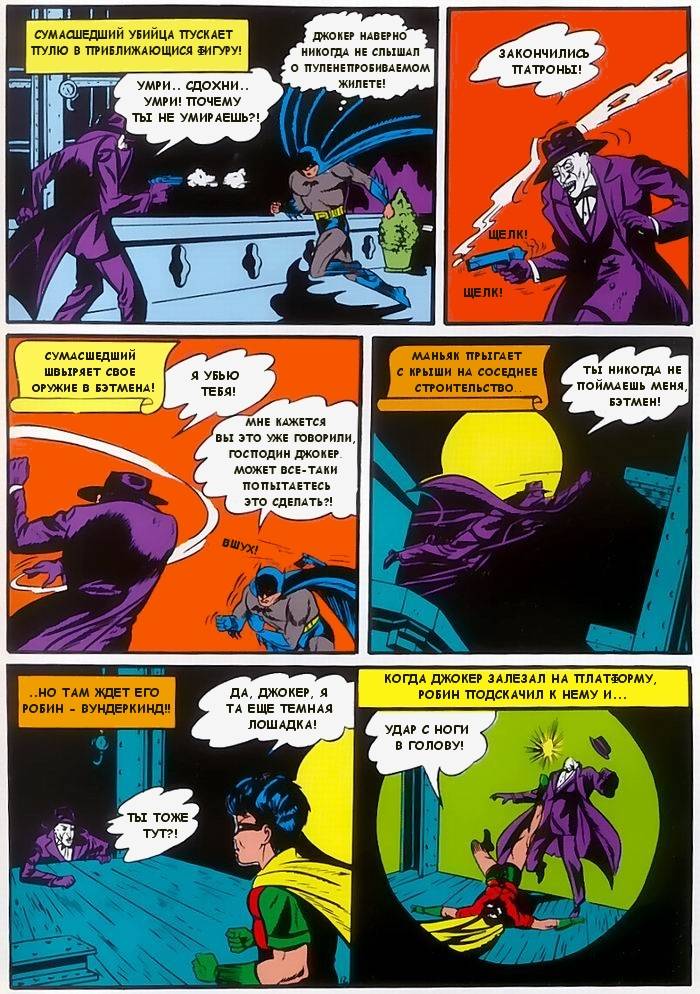 СУМАСШЕДШИЙ УБИЙЦА ПУСКАЕТ
ПУЛЮ В ПРИБЛИЖАЮЩИСЯ ФИГУРУ!
УМРИ.. СДОХНИ..
УМРИ! ПОЧЕМУ
ТЫ НЕ УМИРАЕШЬ?!
ДЖОКЕР НАВЕРНО
НИКОГДА НЕ СЛЫШАЛ
О ПУЛЕНЕПРОБИВАЕМОМ
ЖИЛЕТЕ!
ЗАКОНЧИЛИСЬ
ПАТРОНЫ!
ЩЕЛК!
ЩЕЛК!
СУМАСШЕДШИЙ
ШВЫРЯЕТ СВОЕ
ОРУЖИЕ В БЭТМЕНА!
Я УБЬЮ
ТЕБЯ!
МНЕ КАЖЕТСЯ
ВЫ ЭТО УЖЕ ГОВОРИЛИ,
ГОСПОДИН ДЖОКЕР.
МОЖЕТ ВСЕ-ТАКИ
ПОПЫТАЕТЕСЬ
ЭТО СДЕЛАТЬ?!
ВШУХ!
МАНЬЯК ПРЫГАЕТ
С КРЫШИ НА СОСЕДНЕЕ
СТРОИТЕЛЬСТВО..
ТЫ НИКОГДА НЕ
ПОЙМАЕШЬ МЕНЯ,
БЭТМЕН!
..НО ТАМ ЖДЕТ ЕГО
РОБИН - ВУНДЕРКИНД!!
ДА, ДЖОКЕР, Я
ТА ЕЩЕ ТЕМНАЯ
ЛОШАДКА!
ТЫ ТОЖЕ
ТУТ?!
КОГДА ДЖОКЕР ЗАЛЕЗАЛ НА ПЛАТФОРМУ,
РОБИН ПОДСКАЧИЛ К НЕМУ И...
УДАР С НОГИ
В ГОЛОВУ!
12